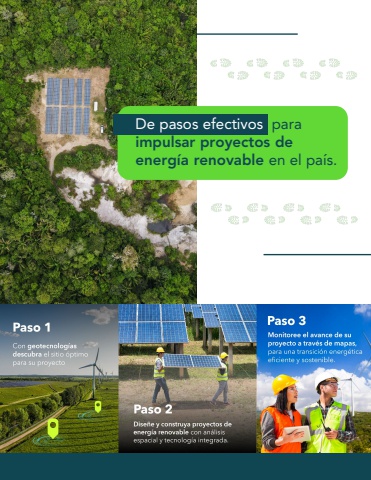 De pasos efectivos para
impulsar proyectos de
energía renovable en el país.
Paso 1
Con geotecnologías
descubra el sitio óptimo
para su proyecto
Paso 2
Diseñe y construya proyectos de
energía renovable con análisis
espacial y tecnología integrada.
Paso 3
Monitoree el avance de su
proyecto a través de mapas,
para una transición energética
eficiente y sostenible.